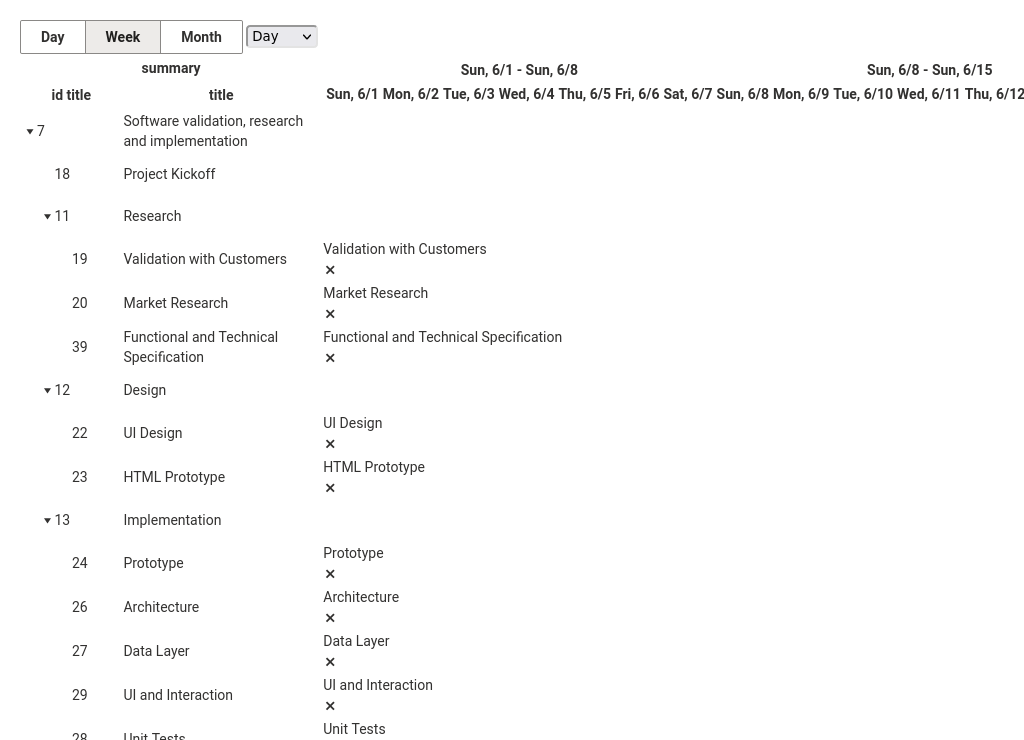 Day Week Month Day
summary Sun, 6/1 - Sun, 6/8 Sun, 6/8 - Sun, 6/15
id title title Sun, 6/1 Mon, 6/2 Tue, 6/3 Wed, 6/4 Thu, 6/5 Fri, 6/6 Sat, 6/7 Sun, 6/8 Mon, 6/9 Tue, 6/10 Wed, 6/11 Thu, 6/12
7 Software validation, research
and implementation
18 Project Kickoff
11 Research
Validation with Customers
19 Validation with Customers
Market Research
20 Market Research
Functional and Technical Functional and Technical Specification
39
Specification
12 Design
UI Design
22 UI Design
HTML Prototype
23 HTML Prototype
13 Implementation
Prototype
24 Prototype
Architecture
26 Architecture
Data Layer
27 Data Layer
UI and Interaction
29 UI and Interaction
Unit Tests
28 Unit Tests